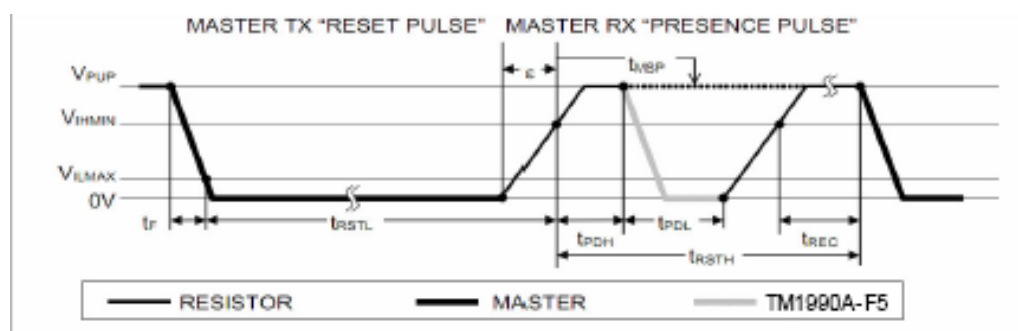 MASTER TX "RESET PULSE" MASTER RX "PRESENCE PULSE"
VPUP
ε
tMSP
VIHMIN
VILMAX
0V
tF
tRSTL
tPDH
tPDL
tREC
tRSTH
RESISTOR
MASTER
TM1990A-F5